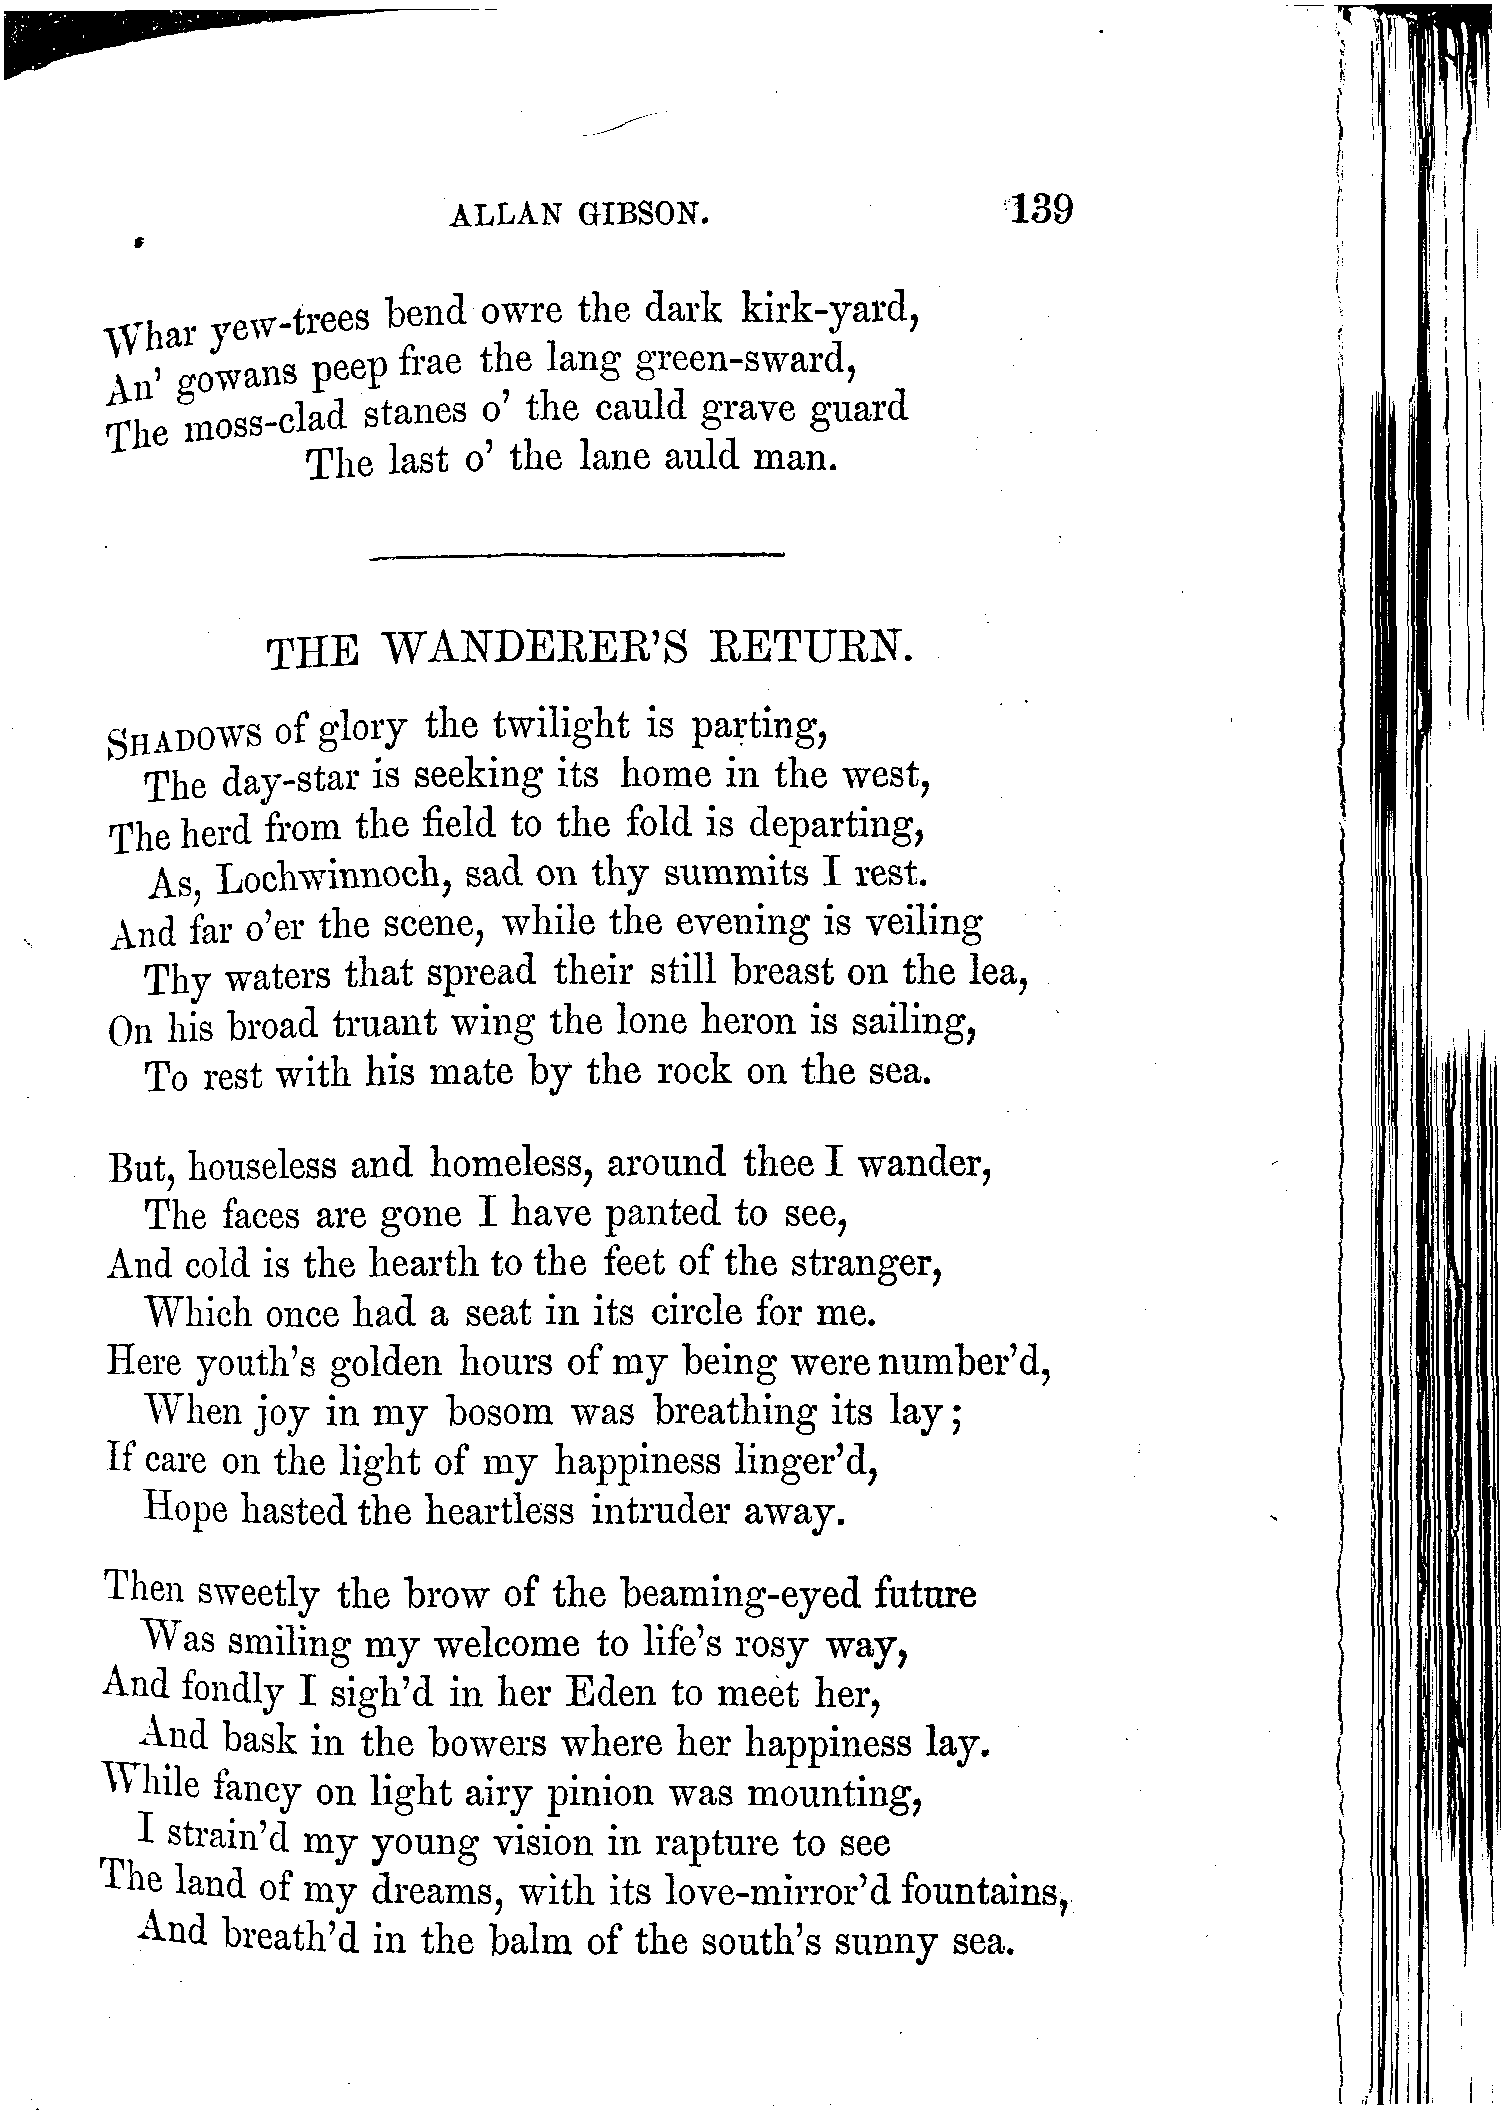 ALLAN GIBSON. 139
Whar yew-trees bend owre the dark kirk-yard,
An' gowans peep frae the lang green-sward,
The moss-clad stanes o' the cauld grave guard
The last o' the lane auld man.
THE WANDERER'S RETURN.
SHADOWS of glory the twilight is parting,
The day-star is seeking its home in the west,
The herd from the field to the fold is departing,
As, Lochwinnoch, sad on thy summits I rest.
And far o'er the scene, while the evening is veiling
Thy waters that spread their still breast on the lea,
On his broad truant wing the lone heron is sailing,
To rest with his mate by the rock on the sea.
But, houseless and homeless, around thee I wander,
The faces are gone I have panted to see,
And cold is the hearth to the feet of the stranger,
Which once had a seat in its circle for me.
Here youth's golden hours of my being were number'd,
When joy in my bosom was breathing its lay;
If care on the light of my happiness linger'd,
Hope hasted the heartless intruder away.
Then sweetly the brow of the beaming-eyed future
Was smiling my welcome to life's rosy way,
And fondly I sigh'd in her Eden to meet her,
And bask in the bowers where her happiness lay.
While fancy on light airy pinion was mounting,
I strain'd my young vision in rapture to see
The land of my dreams, with its love-mirror'd fountains,
And breath'd in the balm of the south's sunny sea.